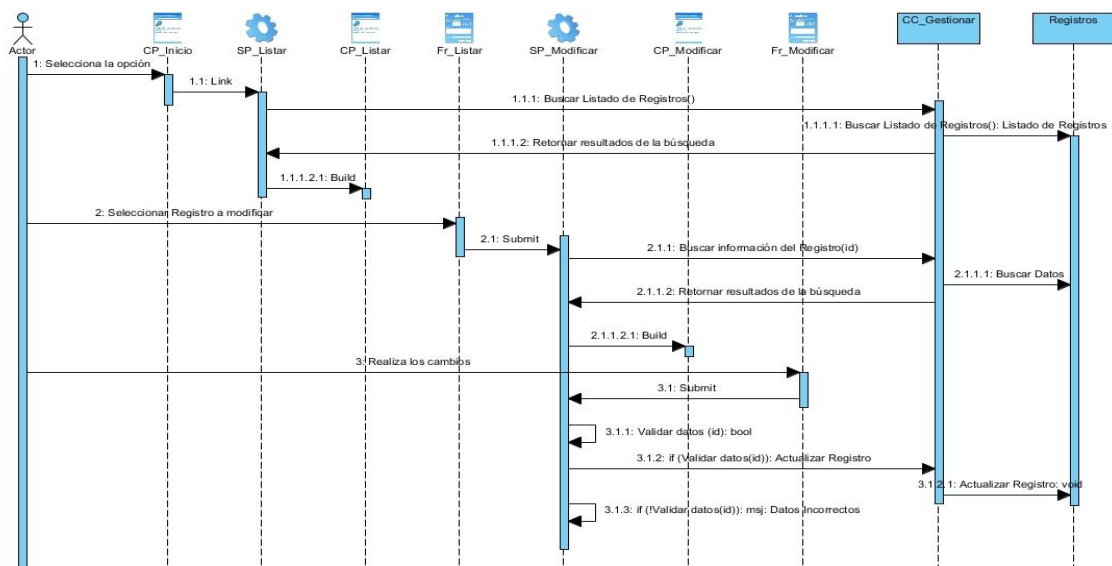 Actor
CP_Inicio
SP_Listar
CP_Listar
Fr_Listar
SP_Modificar
CP_Modificar
Fr_Modificar
CC_Gestionar
Registros
1: Selecciona la opción
1.1: Link
1.1.1: Buscar Listado de Registros()
1.1.1.1: Buscar Listado de Registros(): Listado de Registros
1.1.1.2: Retornar resultados de la búsqueda
1.1.1.2.1: Build
2: Seleccionar Registro a modificar
2.1: Submit
2.1.1: Buscar información del Registro(id)
2.1.1.1: Buscar Datos
2.1.1.2: Retornar resultados de la búsqueda
2.1.1.2.1: Build
3: Realiza los cambios
3.1: Submit
3.1.1: Validar datos (id): bool
3.1.2: if (Validar datos(id)): Actualizar Registro
3.1.2.1: Actualizar Registro: void
3.1.3: if (!Validar datos(id)): msj: Datos Incorrectos